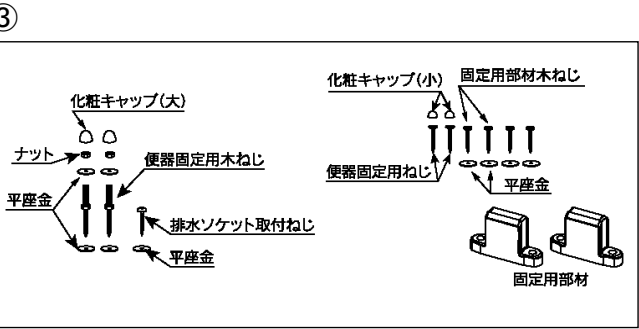 ③
化粧キャップ(大)
ナット
便器固定用木ねじ
平座金
排水ソケット取付ねじ
平座金
化粧キャップ(小)
固定用部材木ねじ
便器固定用ねじ
平座金
固定用部材